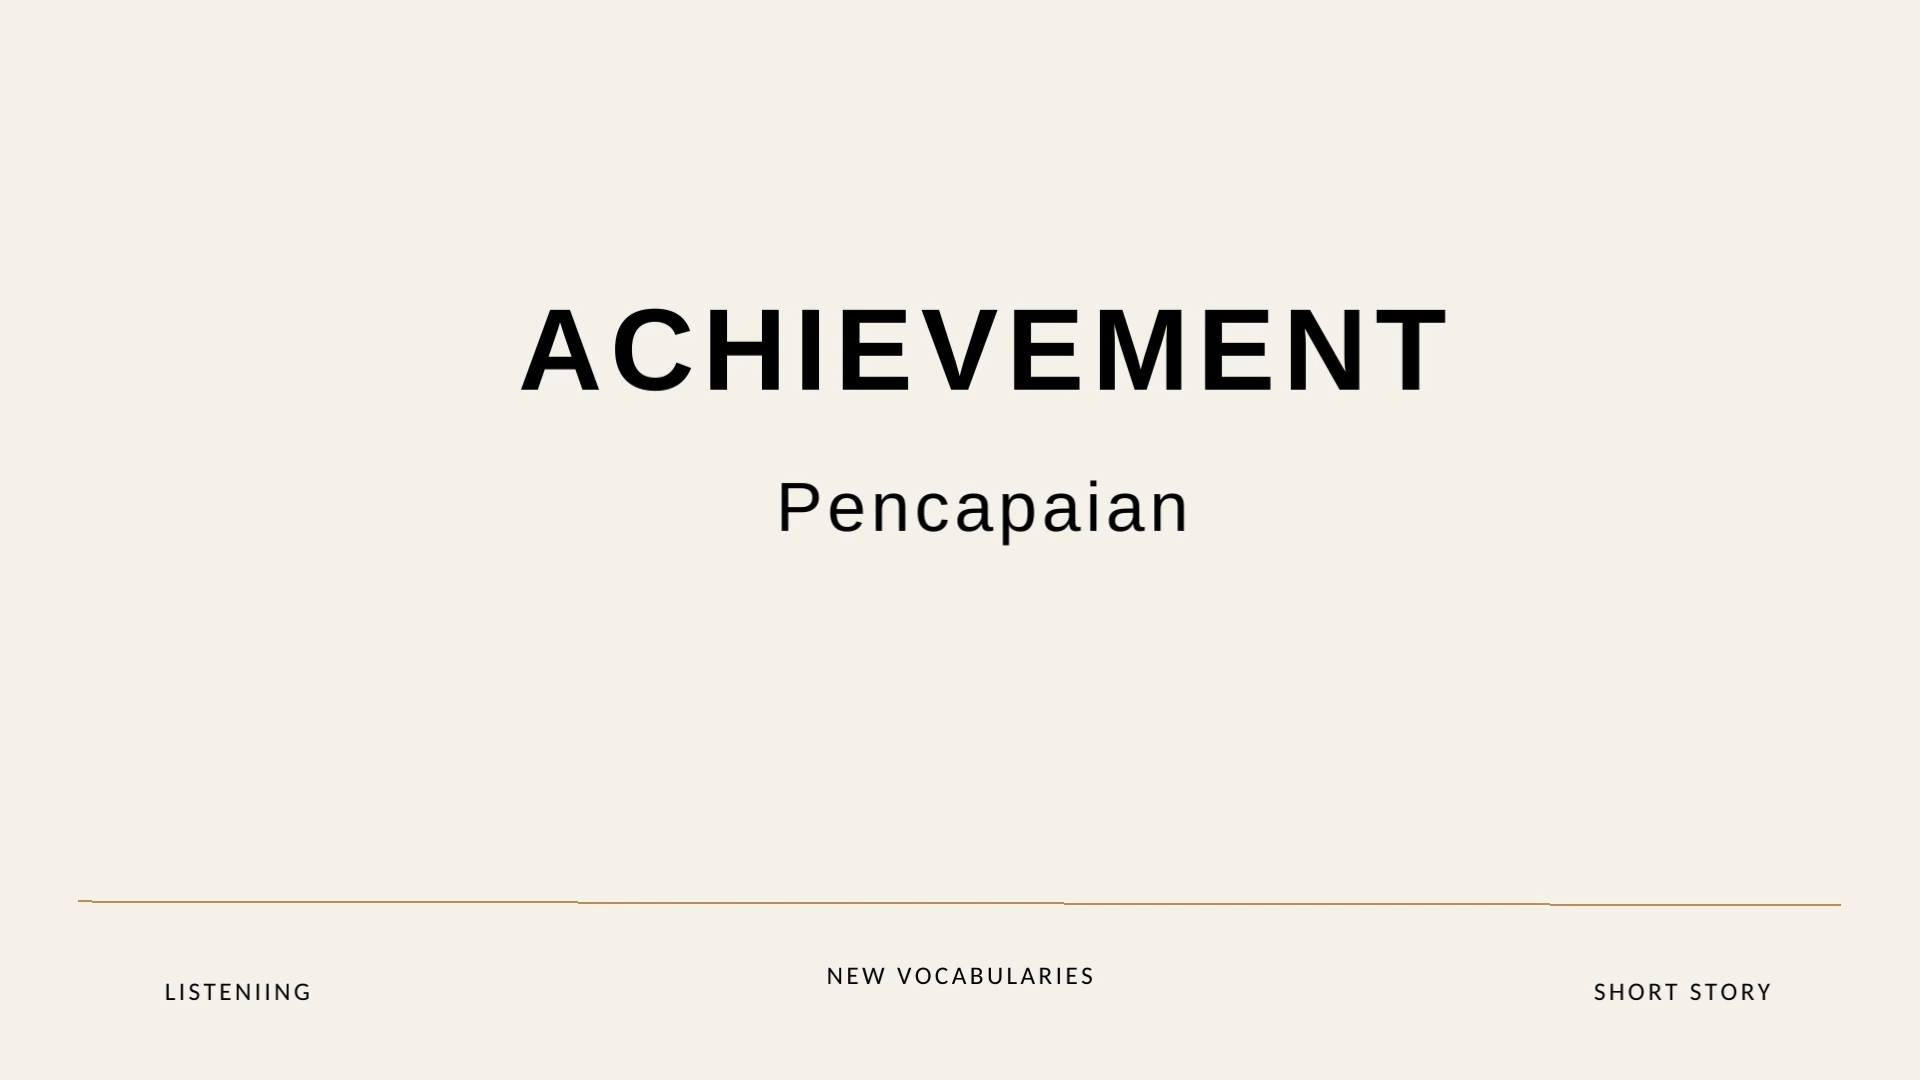 ACHIEVEMENT
Pencapaian
LISTENIING
NEW VOCABULARIES
SHORT STORY